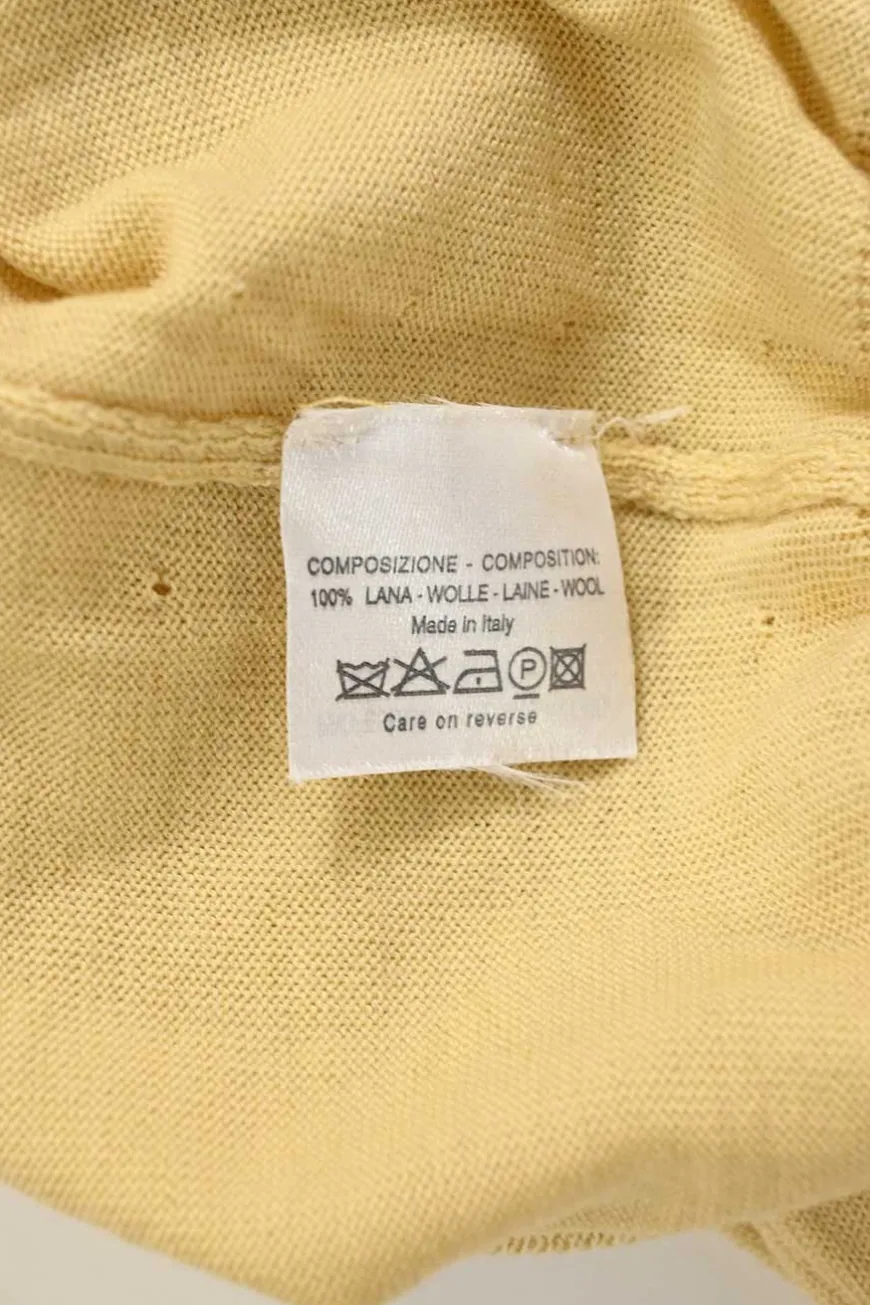 COMPOSIZIONE - COMPOSITION:
100% LANA - WOLLE - LAINE - WOOL
Made in Italy
P
Care on reverse